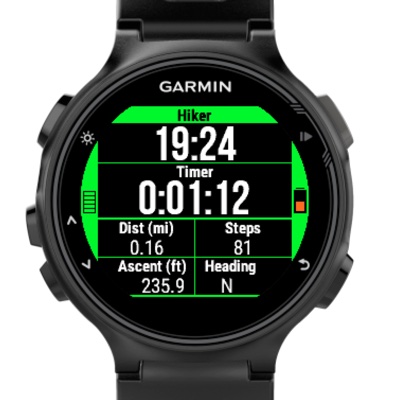 GARMIN
Hiker
19:24
Timer
0:01:12
Dist (mi) Steps
0.16 81
Ascent (ft) Heading
235.9 N